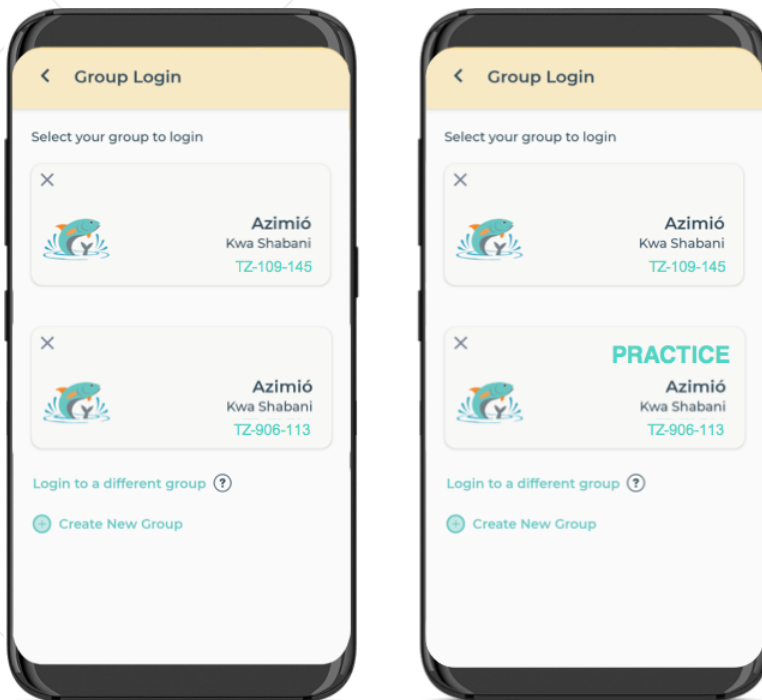 Group Login
Select your group to login
Azimió
Kwa Shabani
TZ-109-145
Azimió
Kwa Shabani
TZ-906-113
Login to a different group ?
Create New Group
Group Login
Select your group to login
Azimió
Kwa Shabani
TZ-109-145
PRACTICE
Azimió
Kwa Shabani
TZ-906-113
Login to a different group ?
Create New Group